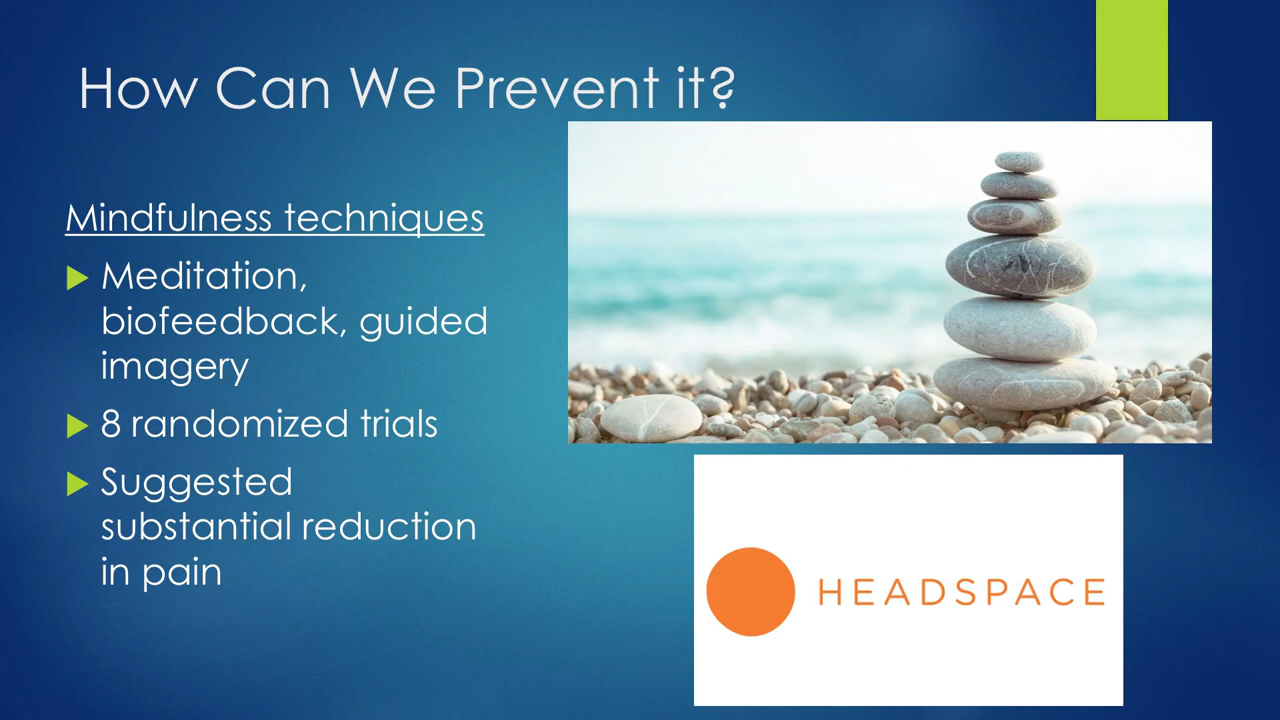 How Can We Prevent it?
Mindfulness techniques
Meditation,
biofeedback, guided
imagery
8 randomized trials
Suggested
substantial reduction
in pain
HEADSPACE